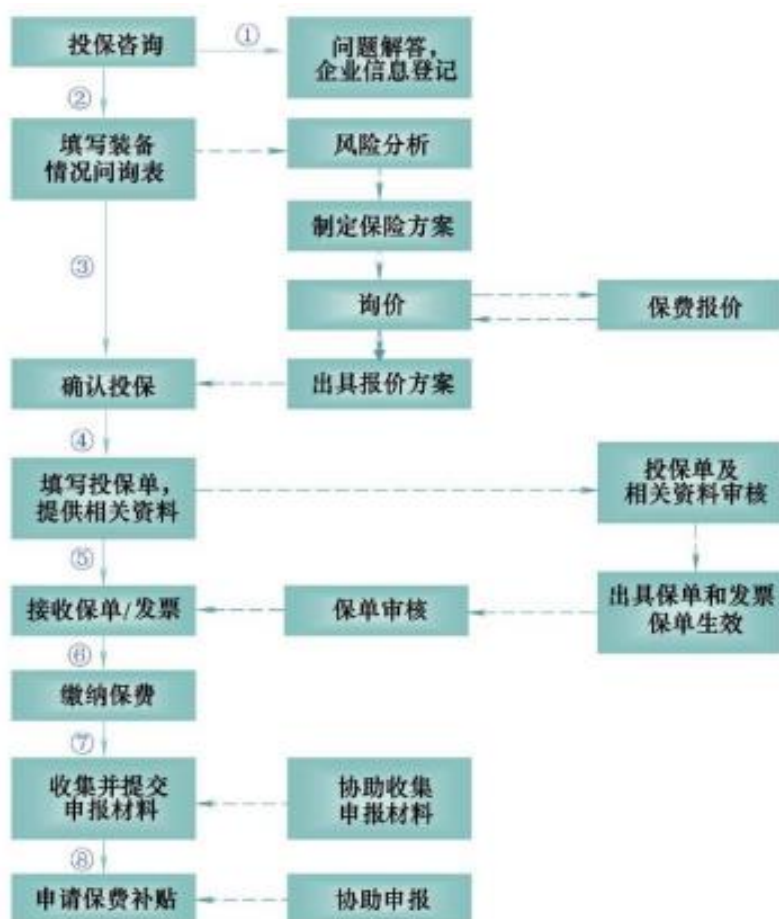 投保咨询
①
问题解答，
企业信息登记
②
填写装备
情况问询表
风险分析
制定保险方案
③
询价
保费报价
确认投保
出具报价方案
④
填写投保单，
提供相关资料
投保单及
相关资料审核
⑤
接收保单/发票
保单审核
出具保单和发票
保单生效
⑥
缴纳保费
⑦
收集并提交
申报材料
协助收集
申报材料
⑧
申请保费补贴
协助申报